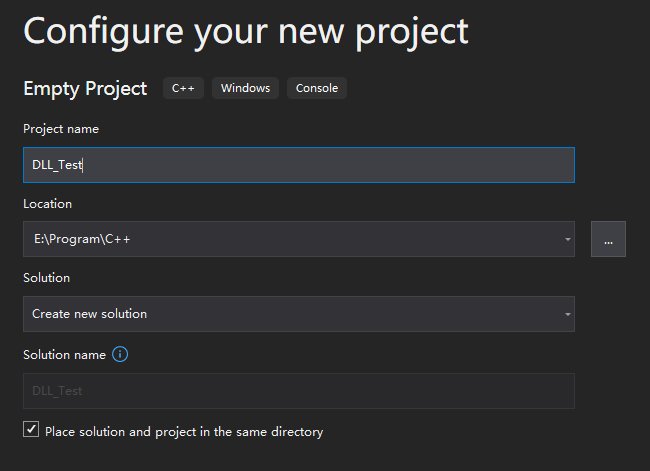 Configure your new project
Empty Project C++ Windows Console
Project name
DLL_Test
Location
E:\Program\C++
...
Solution
Create new solution
Solution name
DLL_Test
Place solution and project in the same directory